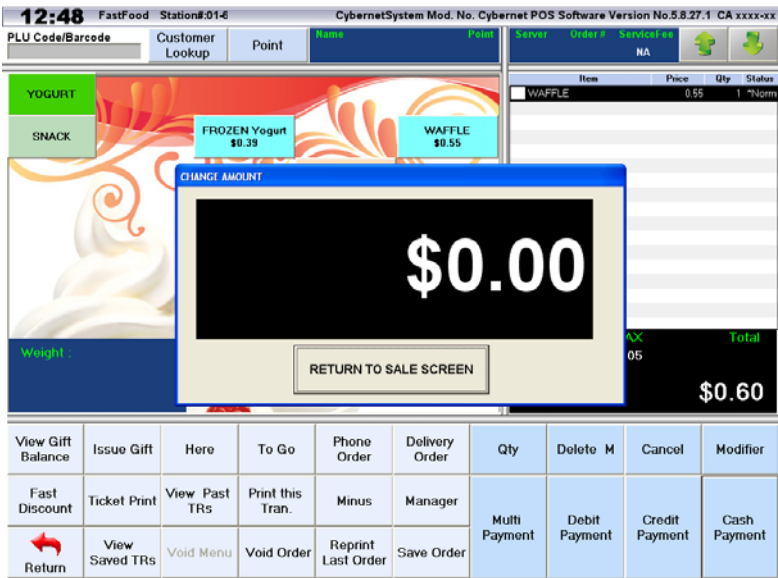 12:48 FastFood Station#:01-6 CybernetSystem Mod. No. Cybernet POS Software Version No.5.8.27.1 CA xxxx-xx
PLU Code/Barcode
Customer
Lookup
Point
Name Point
Server Order# ServiceFee
NA
YOGURT
SNACK
FROZEN Yogurt
$0.39
WAFFLE
$0.55
Item Price Qty Status
WAFFLE 0.55 1 *Norm
CHANGE AMOUNT
$0.00
RETURN TO SALE SCREEN
Weight :
AX Total
05
$0.60
View Gift
Balance
Issue Gift
Here
To Go
Phone
Order
Delivery
Order
Qty
Delete M
Cancel
Modifier
Fast
Discount
Ticket Print
View Past
TRs
Print this
Tran.
Minus
Manager
Multi
Payment
Debit
Payment
Credit
Payment
Cash
Payment
Return
View
Saved TRs
Void Menu
Void Order
Reprint
Last Order
Save Order